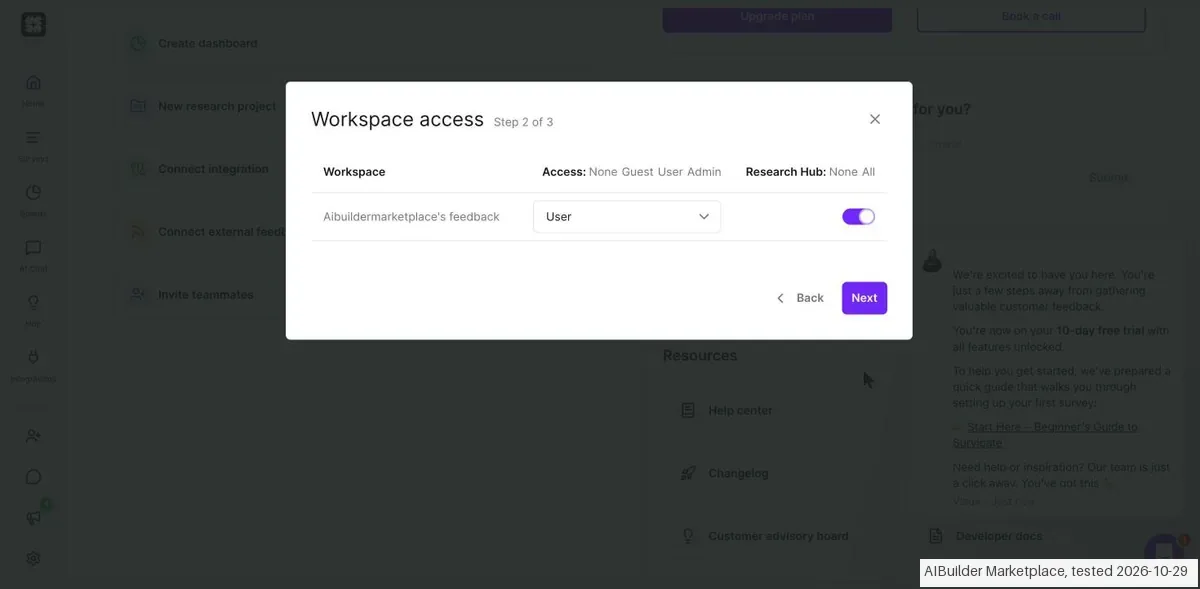 Upgrade plan
Book a call
Create dashboard
New research project
Connect integration
Connect external feedb
Invite teammates
Workspace access Step 2 of 3
Workspace Access: None Guest User Admin Research Hub: None All
Aibuildermarketplace's feedback User
Back Next
for you?
Submit
We're excited to have you here. You're
just a few steps away from gathering
valuable customer feedback.
You're now on your 10-day free trial with
all features unlocked.
To help you get started, we've prepared a
quick guide that walks you through
setting up your first survey:
Start Here – Beginner's Guide to
Survicate
Need help or inspiration? Our team is just
a click away. You've got this
Resources
Help center
Changelog
Customer advisory board
Developer docs
Home
AI Chat
Integrations
1
AIBuilder Marketplace, tested 2026-10-29